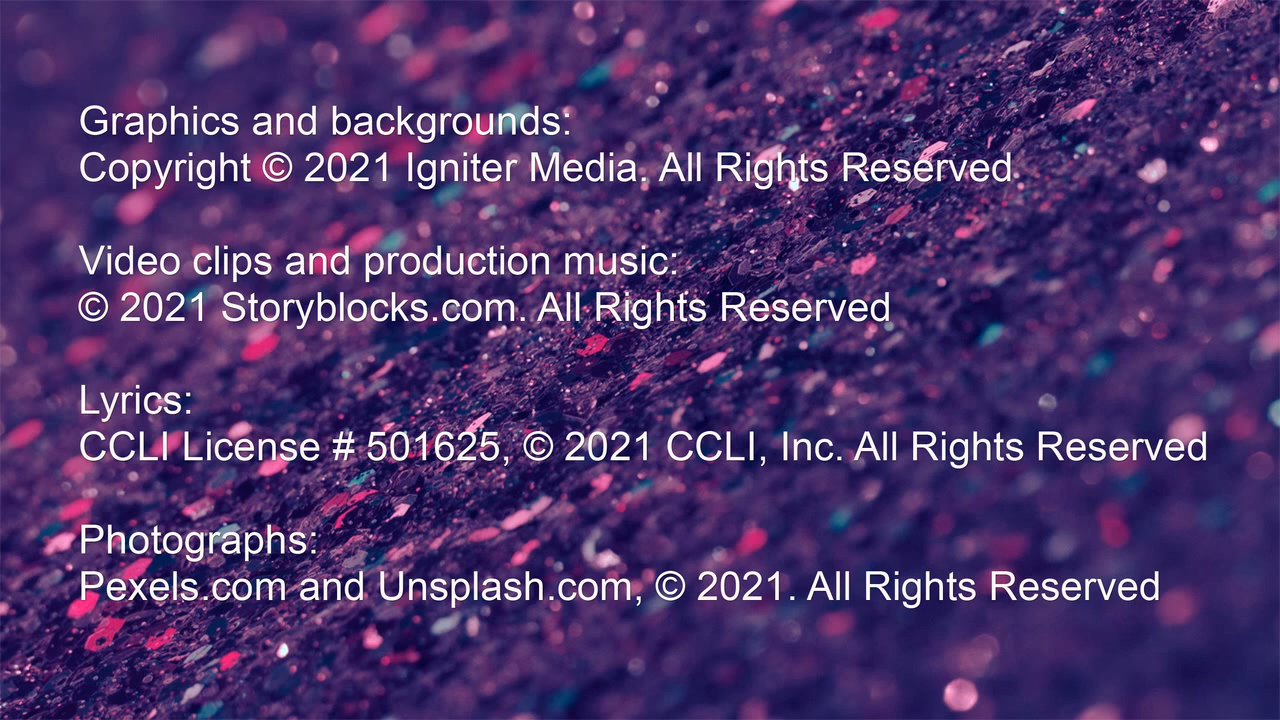 Graphics and backgrounds:
Copyright © 2021 Igniter Media. All Rights Reserved
Video clips and production music:
© 2021 Storyblocks.com. All Rights Reserved
Lyrics:
CCLI License # 501625, © 2021 CCLI, Inc. All Rights Reserved
Photographs:
Pexels.com and Unsplash.com, © 2021. All Rights Reserved